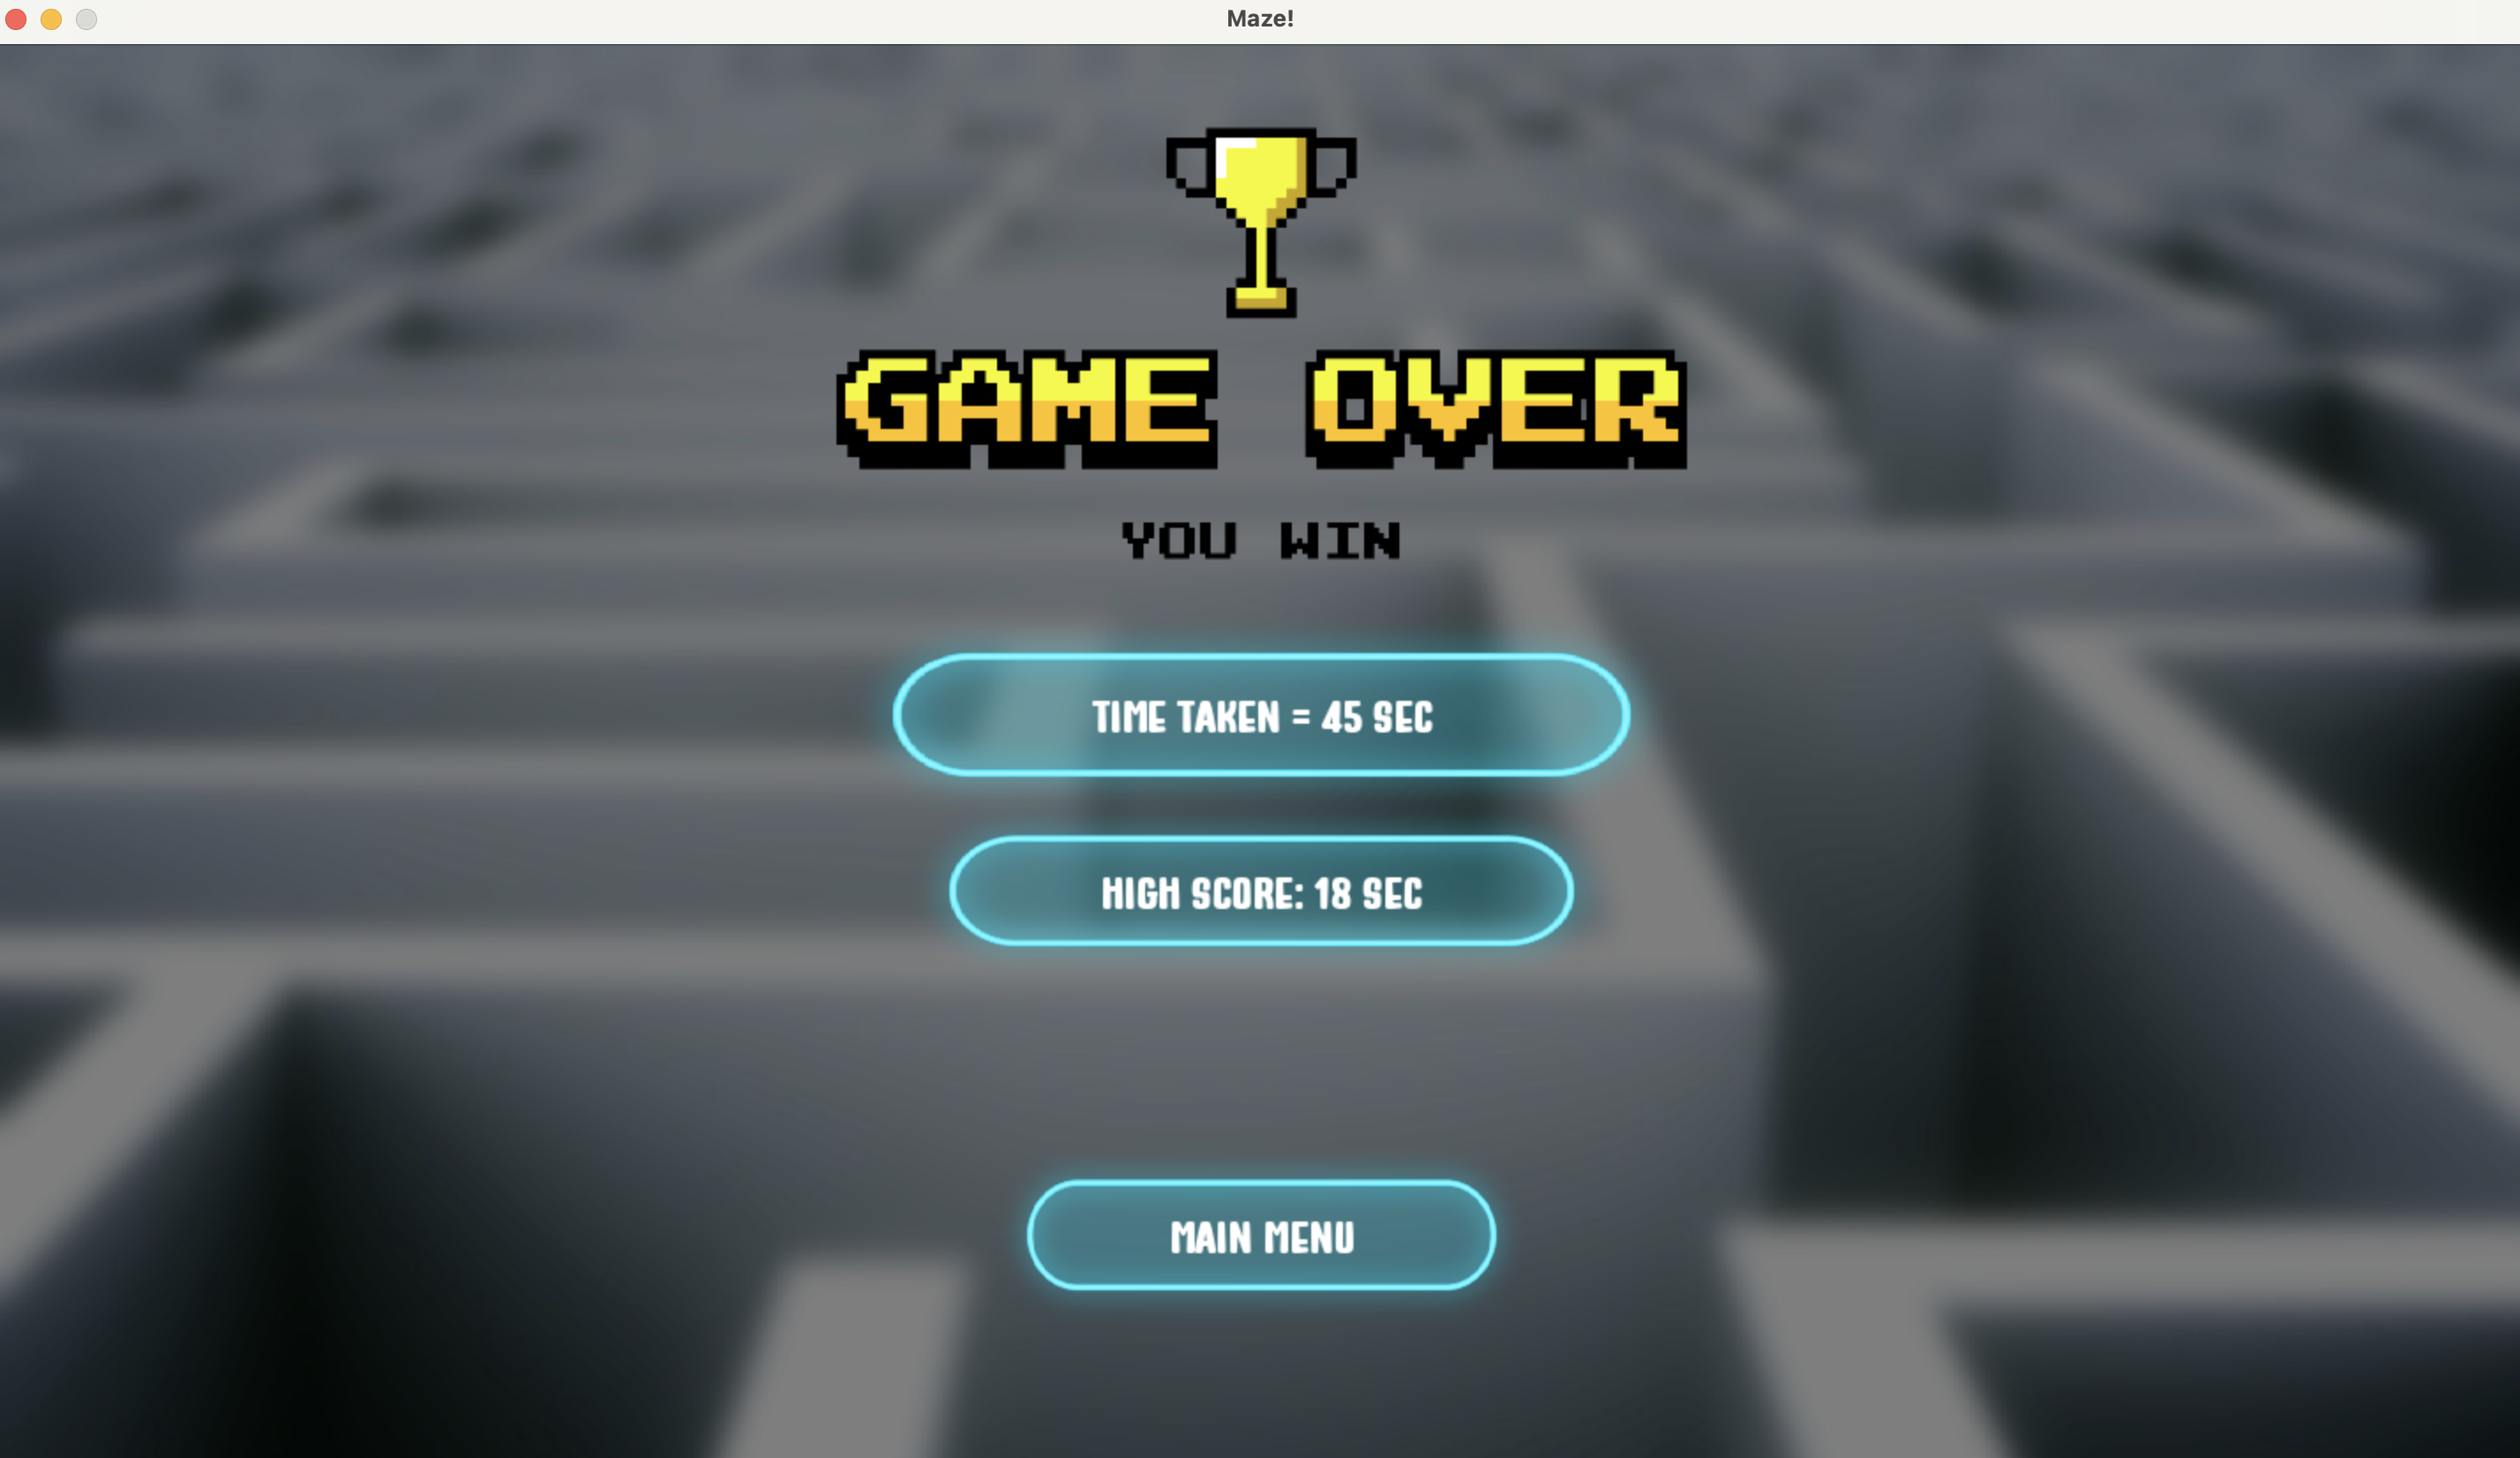 Maze!
GAME OVER
YOU WIN
TIME TAKEN = 45 SEC
HIGH SCORE: 18 SEC
MAIN MENU